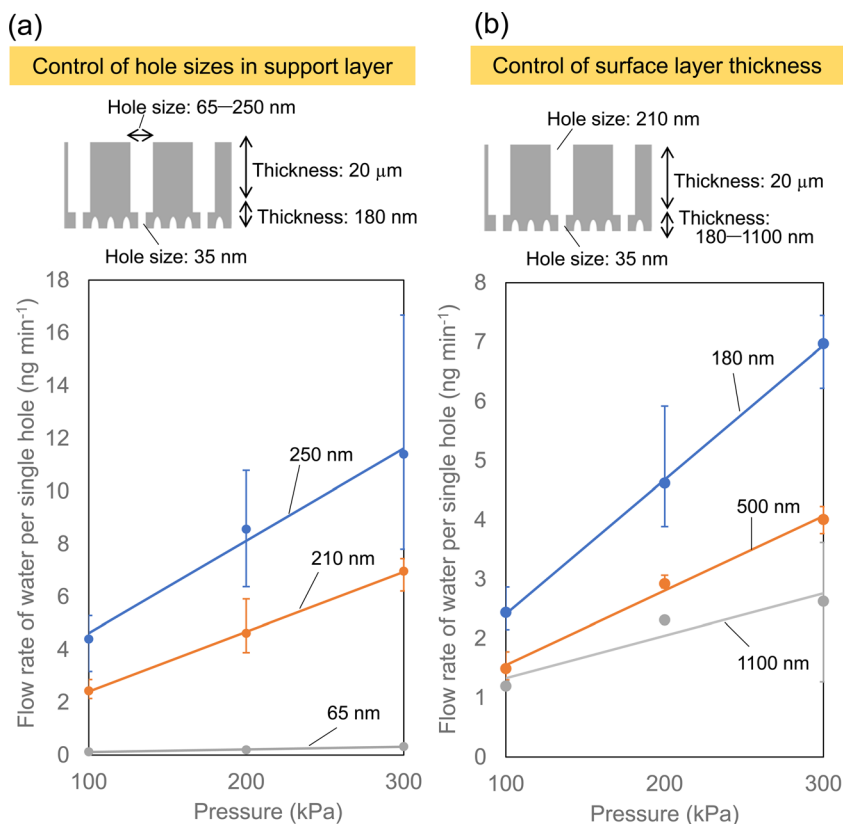 (a)
Control of hole sizes in support layer
Hole size: 65—250 nm
Thickness: 20 μm
Thickness: 180 nm
Hole size: 35 nm
18
16
14
12
10
8
6
4
2
0
Flow rate of water per single hole (ng min⁻¹)
250 nm
210 nm
65 nm
100
200
300
Pressure (kPa)
(b)
Control of surface layer thickness
Hole size: 210 nm
Thickness: 20 μm
Thickness:
180—1100 nm
Hole size: 35 nm
8
7
6
5
4
3
2
1
0
Flow rate of water per single hole (ng min⁻¹)
180 nm
500 nm
1100 nm
100
200
300
Pressure (kPa)